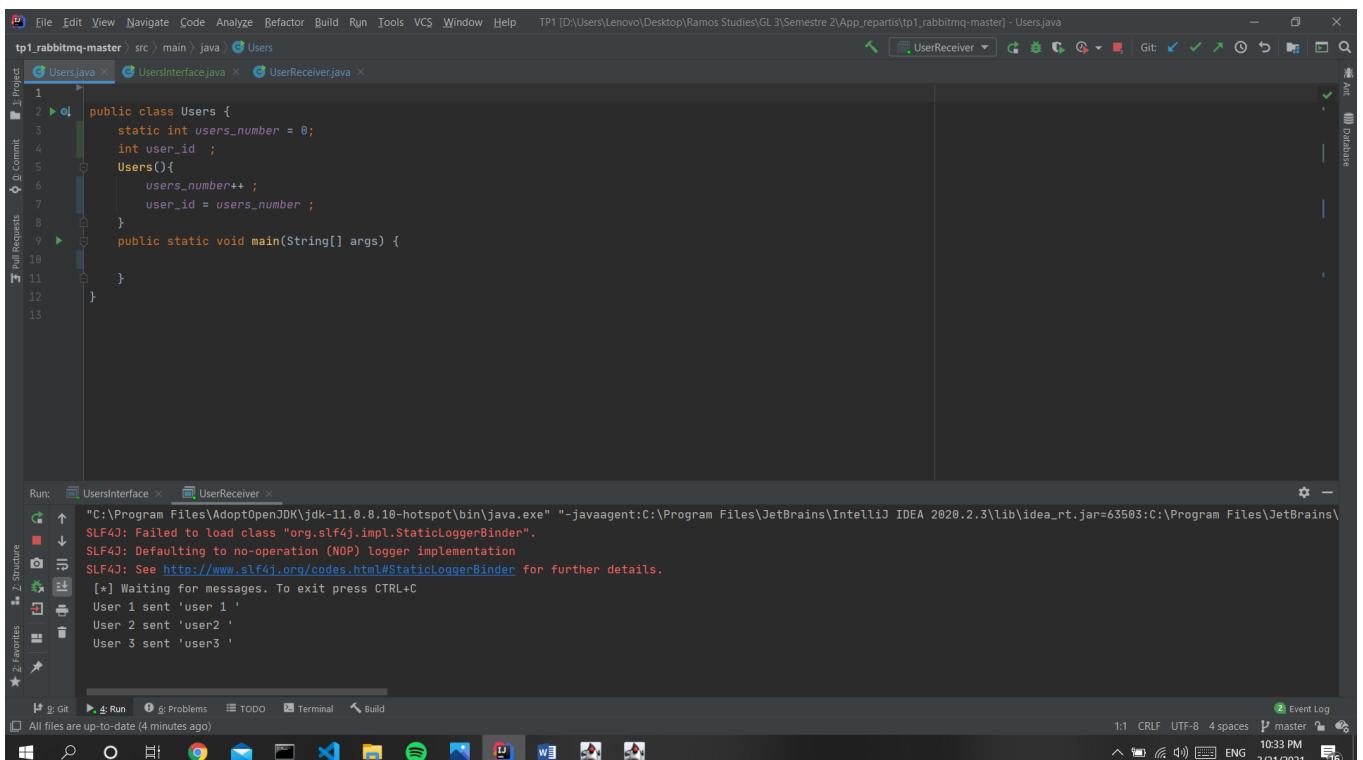 File Edit View Navigate Code Analyze Refactor Build Run Tools VCS Window Help TP1 [D:\Users\Lenovo\Desktop\Ramos Studies\GL 3\Semestre 2\App_repartis\tp1_rabbitmq-master] - Users.java
tp1_rabbitmq-master src main java Users UserReceiver Git:
Users.java UsersInterface.java UserReceiver.java
1: Project
0: Commit
Pull Requests
Z: Structure
2: Favorites
Ant
Database
1
2 public class Users {
3 static int users_number = 0;
4 int user_id ;
5 Users(){
6 users_number++ ;
7 user_id = users_number ;
8 }
9 public static void main(String[] args) {
10
11 }
12 }
13
Run: UsersInterface UserReceiver
"C:\Program Files\AdoptOpenJDK\jdk-11.0.8.10-hotspot\bin\java.exe" "-javaagent:C:\Program Files\JetBrains\IntelliJ IDEA 2020.2.3\lib\idea_rt.jar=63503:C:\Program Files\JetBrains\
SLF4J: Failed to load class "org.slf4j.impl.StaticLoggerBinder".
SLF4J: Defaulting to no-operation (NOP) logger implementation
SLF4J: See http://www.slf4j.org/codes.html#StaticLoggerBinder for further details.
[*] Waiting for messages. To exit press CTRL+C
User 1 sent 'user 1 '
User 2 sent 'user2 '
User 3 sent 'user3 '
9: Git 4: Run 6: Problems TODO Terminal Build 2 Event Log
All files are up-to-date (4 minutes ago) 1:1 CRLF UTF-8 4 spaces master
ENG 10:33 PM
3/21/2021 16